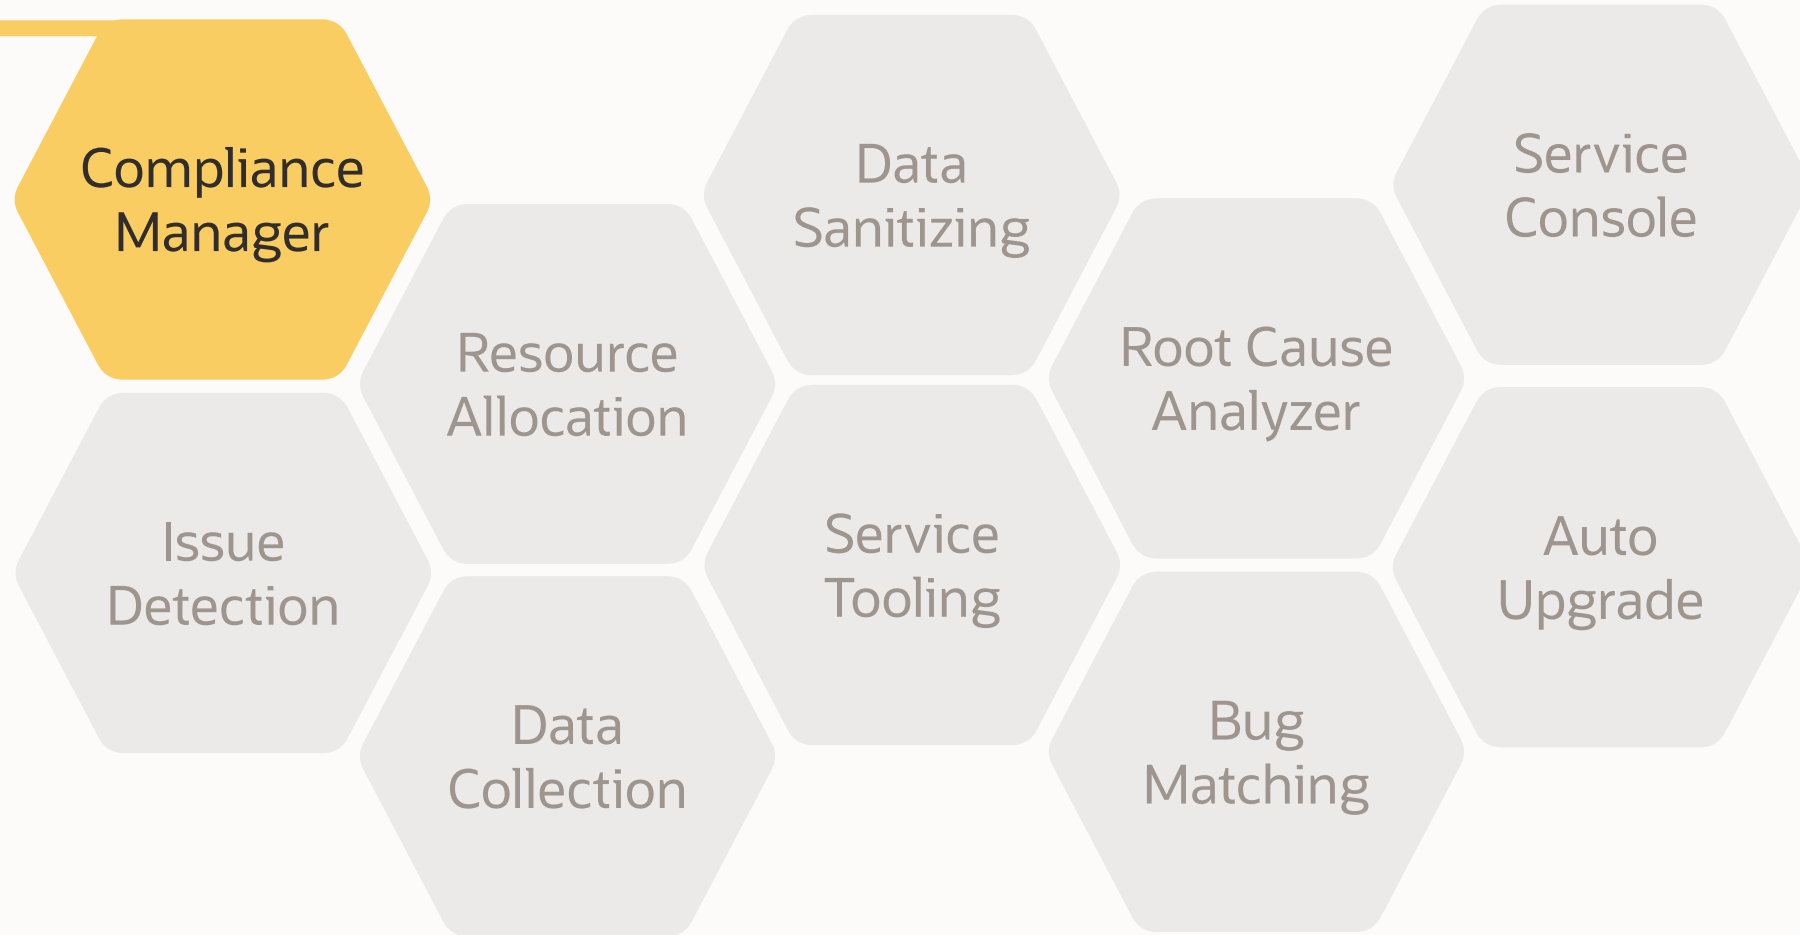 Compliance
Manager
Data
Sanitizing
Service
Console
Resource
Allocation
Root Cause
Analyzer
Issue
Detection
Service
Tooling
Auto
Upgrade
Data
Collection
Bug
Matching